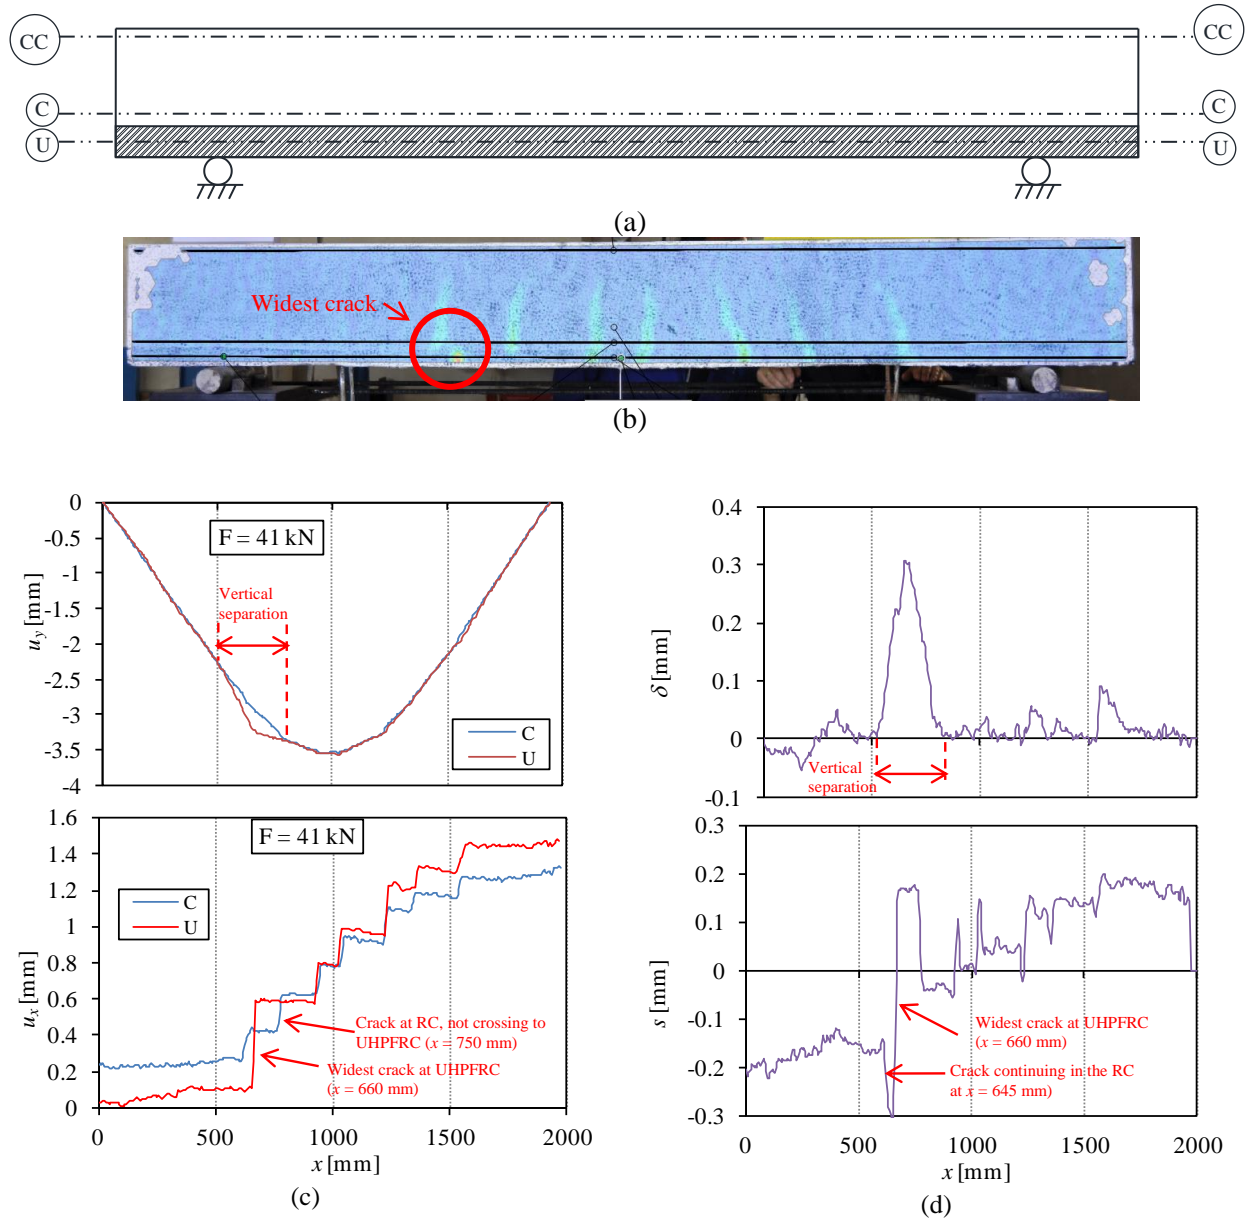 CC
CC
C
C
U
U
(a)
Widest crack
(b)
0
-0.5
-1
-1.5
-2
-2.5
-3
-3.5
-4
u_y [mm]
F = 41 kN
Vertical
separation
C
U
0.4
0.3
0.2
0.1
0
-0.1
δ [mm]
Vertical
separation
1.6
1.4
1.2
1
0.8
0.6
0.4
0.2
0
u_x [mm]
F = 41 kN
C
U
Crack at RC, not crossing to
UHPFRC (x = 750 mm)
Widest crack at UHPFRC
(x = 660 mm)
0 500 1000 1500 2000
x [mm]
(c)
0.3
0.2
0.1
0
-0.1
-0.2
-0.3
s [mm]
Widest crack at UHPFRC
(x = 660 mm)
Crack continuing in the RC
at x = 645 mm)
0 500 1000 1500 2000
x [mm]
(d)